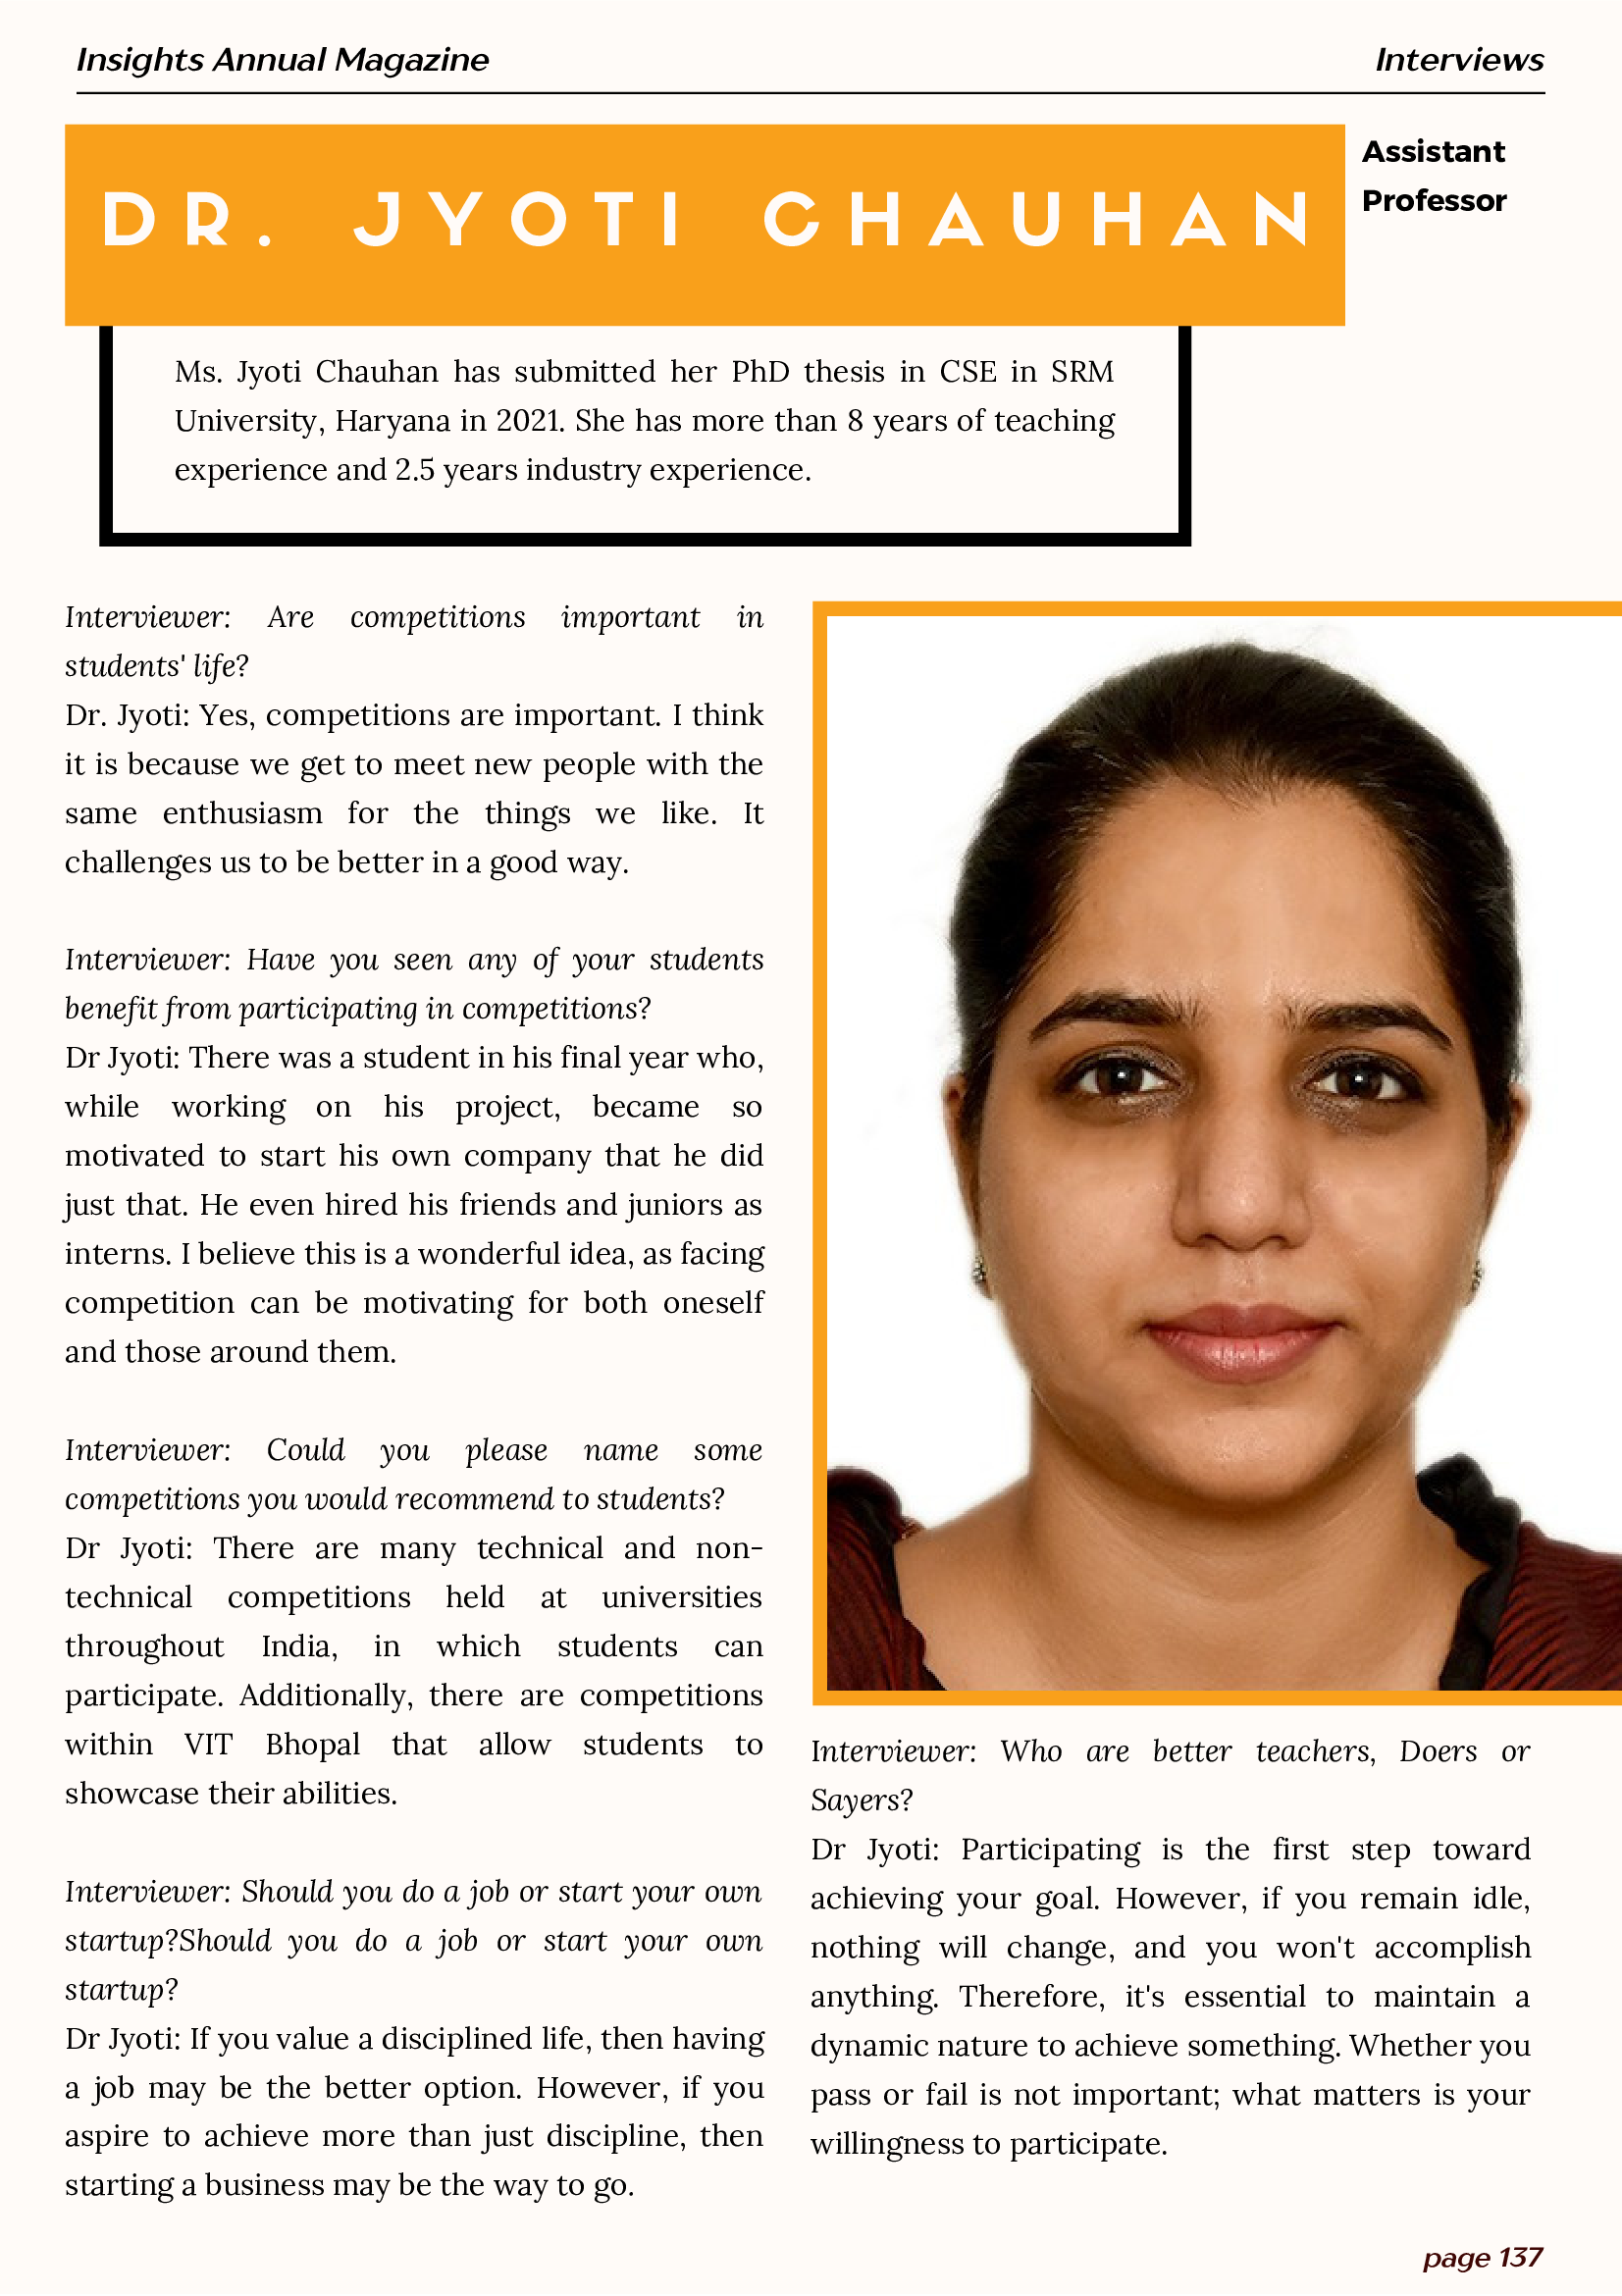 Insights Annual Magazine
Interviews
DR. JYOTI CHAUHAN
Assistant
Professor
Ms. Jyoti Chauhan has submitted her PhD thesis in CSE in SRM
University, Haryana in 2021. She has more than 8 years of teaching
experience and 2.5 years industry experience.
Interviewer: Are competitions important in
students' life?
Dr. Jyoti: Yes, competitions are important. I think
it is because we get to meet new people with the
same enthusiasm for the things we like. It
challenges us to be better in a good way.
Interviewer: Have you seen any of your students
benefit from participating in competitions?
Dr Jyoti: There was a student in his final year who,
while working on his project, became so
motivated to start his own company that he did
just that. He even hired his friends and juniors as
interns. I believe this is a wonderful idea, as facing
competition can be motivating for both oneself
and those around them.
Interviewer: Could you please name some
competitions you would recommend to students?
Dr Jyoti: There are many technical and non-
technical competitions held at universities
throughout India, in which students can
participate. Additionally, there are competitions
within VIT Bhopal that allow students to
showcase their abilities.
Interviewer: Should you do a job or start your own
startup?Should you do a job or start your own
startup?
Dr Jyoti: If you value a disciplined life, then having
a job may be the better option. However, if you
aspire to achieve more than just discipline, then
starting a business may be the way to go.
Interviewer: Who are better teachers, Doers or
Sayers?
Dr Jyoti: Participating is the first step toward
achieving your goal. However, if you remain idle,
nothing will change, and you won't accomplish
anything. Therefore, it's essential to maintain a
dynamic nature to achieve something. Whether you
pass or fail is not important; what matters is your
willingness to participate.
page 137